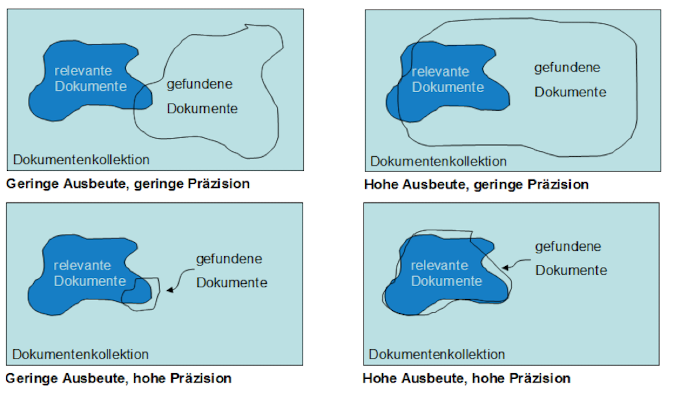 relevante
Dokumente
gefundene
Dokumente
Dokumentenkollektion
Geringe Ausbeute, geringe Präzision
relevante
Dokumente
gefundene
Dokumente
Dokumentenkollektion
Hohe Ausbeute, geringe Präzision
relevante
Dokumente
gefundene
Dokumente
Dokumentenkollektion
Geringe Ausbeute, hohe Präzision
relevante
Dokumente
gefundene
Dokumente
Dokumentenkollektion
Hohe Ausbeute, hohe Präzision